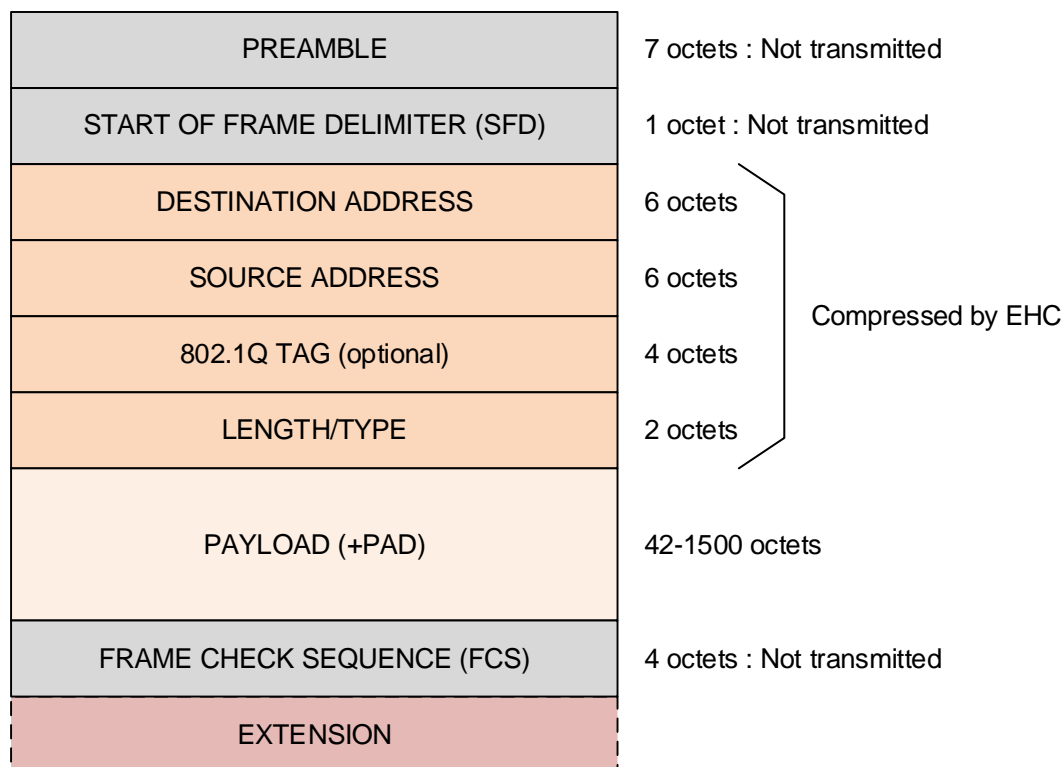 PREAMBLE 7 octets : Not transmitted
START OF FRAME DELIMITER (SFD) 1 octet : Not transmitted
DESTINATION ADDRESS 6 octets
SOURCE ADDRESS 6 octets
Compressed by EHC
802.1Q TAG (optional) 4 octets
LENGTH/TYPE 2 octets
PAYLOAD (+PAD) 42-1500 octets
FRAME CHECK SEQUENCE (FCS) 4 octets : Not transmitted
EXTENSION